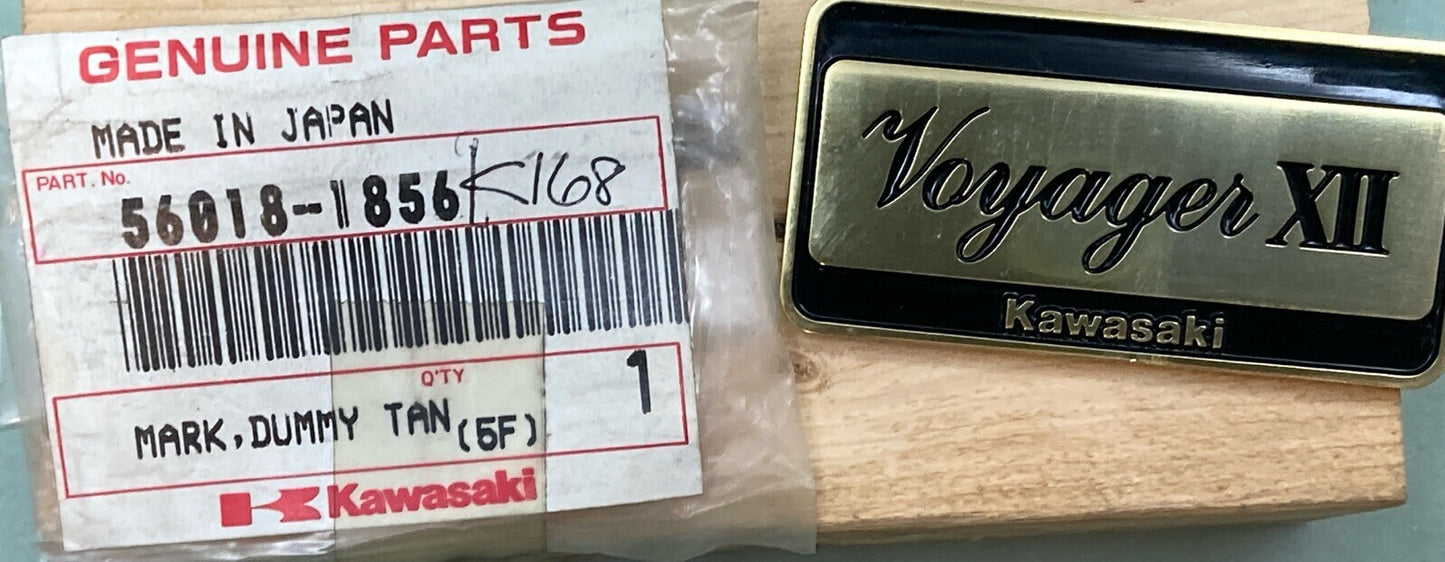 GENUINE PARTS
MADE IN JAPAN
PART. No.
56018-1856 K168
Q'TY
1
MARK,DUMMY TAN(5F)
Kawasaki
Voyager XII
Kawasaki